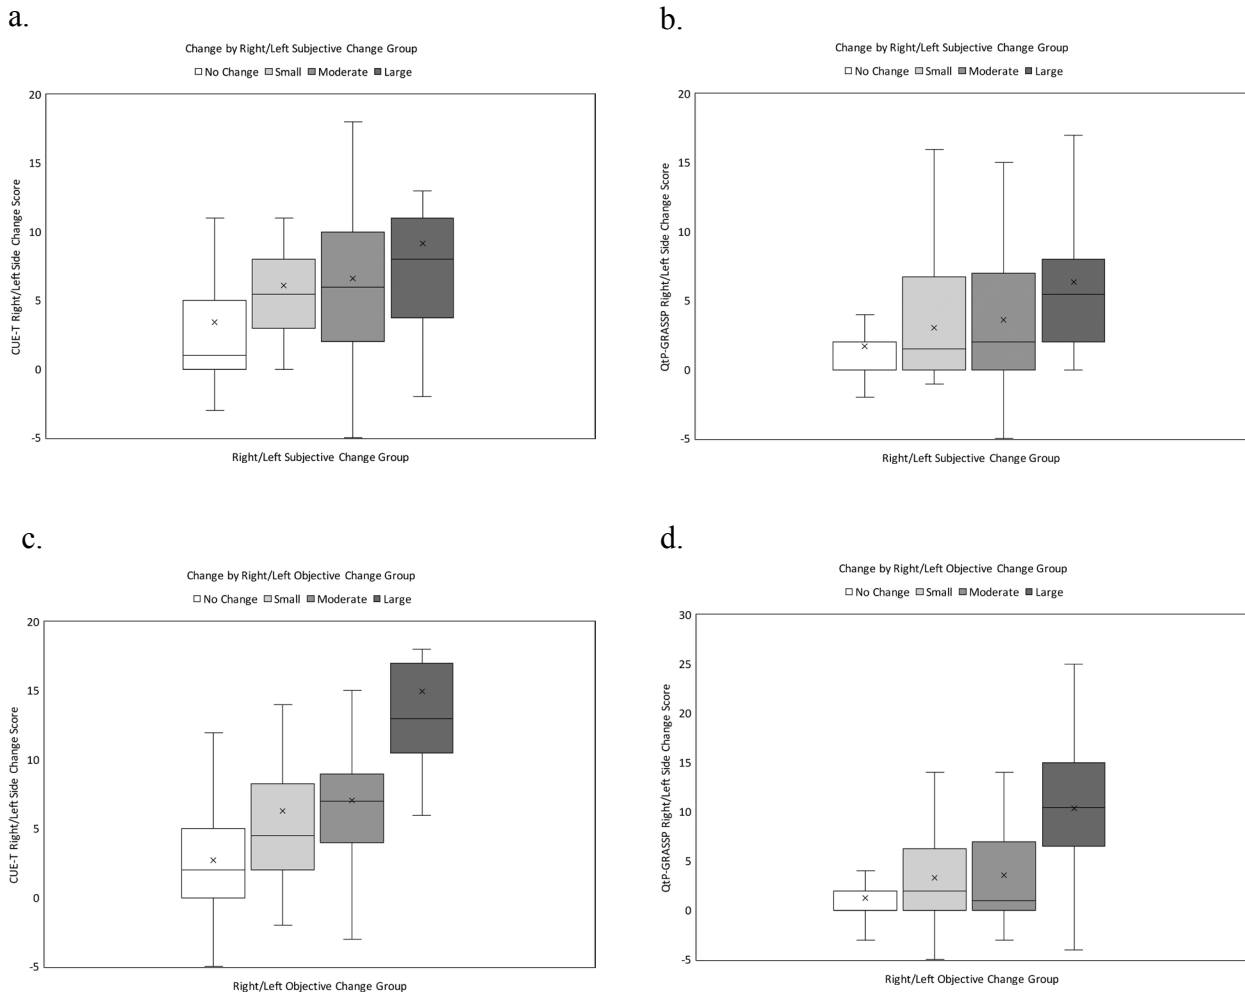 a.
Change by Right/Left Subjective Change Group
No Change Small Moderate Large
20
15
10
5
0
-5
CUE-T Right/Left Side Change Score
Right/Left Subjective Change Group
b.
Change by Right/Left Subjective Change Group
No Change Small Moderate Large
20
15
10
5
0
-5
QtP-GRASSP Right/Left Side Change Score
Right/Left Subjective Change Group
c.
Change by Right/Left Objective Change Group
No Change Small Moderate Large
20
15
10
5
0
-5
CUE-T Right/Left Side Change Score
Right/Left Objective Change Group
d.
Change by Right/Left Objective Change Group
No Change Small Moderate Large
30
25
20
15
10
5
0
-5
QtP-GRASSP Right/Left Side Change Score
Right/Left Objective Change Group